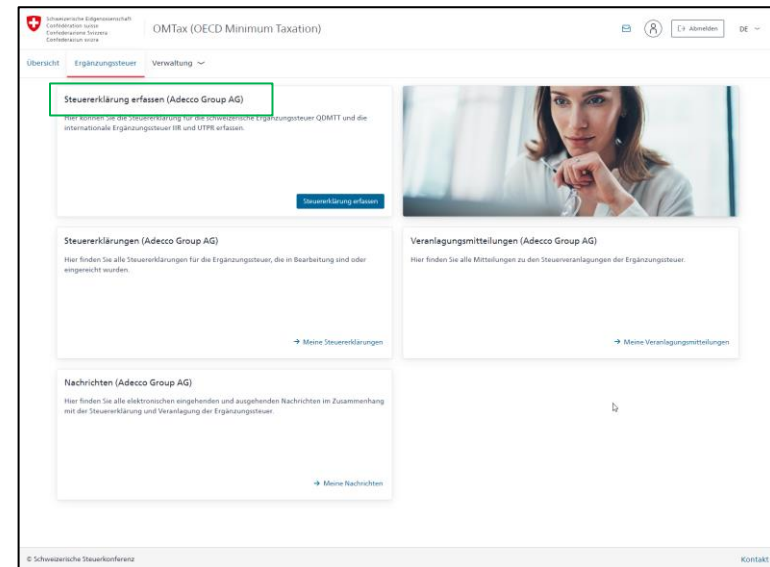 Schweizerische Eidgenossenschaft
Confédération suisse
Confederazione Svizzera
Confederaziun svizra
OMTax (OECD Minimum Taxation)
Abmelden
DE
Übersicht
Ergänzungssteuer
Verwaltung
Steuererklärung erfassen (Adecco Group AG)
Hier können Sie die Steuererklärung für die schweizerische Ergänzungssteuer QDMTT und die
internationale Ergänzungssteuer IIR und UTPR erfassen.
Steuererklärung erfassen
Steuererklärungen (Adecco Group AG)
Hier finden Sie alle Steuererklärungen für die Ergänzungssteuer, die in Bearbeitung sind oder
eingereicht wurden.
→ Meine Steuererklärungen
Veranlagungsmitteilungen (Adecco Group AG)
Hier finden Sie alle Mitteilungen zu den Steuerveranlagungen der Ergänzungssteuer.
→ Meine Veranlagungsmitteilungen
Nachrichten (Adecco Group AG)
Hier finden Sie alle elektronischen eingehenden und ausgehenden Nachrichten im Zusammenhang
mit der Steuererklärung und Veranlagung der Ergänzungssteuer.
→ Meine Nachrichten
© Schweizerische Steuerkonferenz
Kontakt